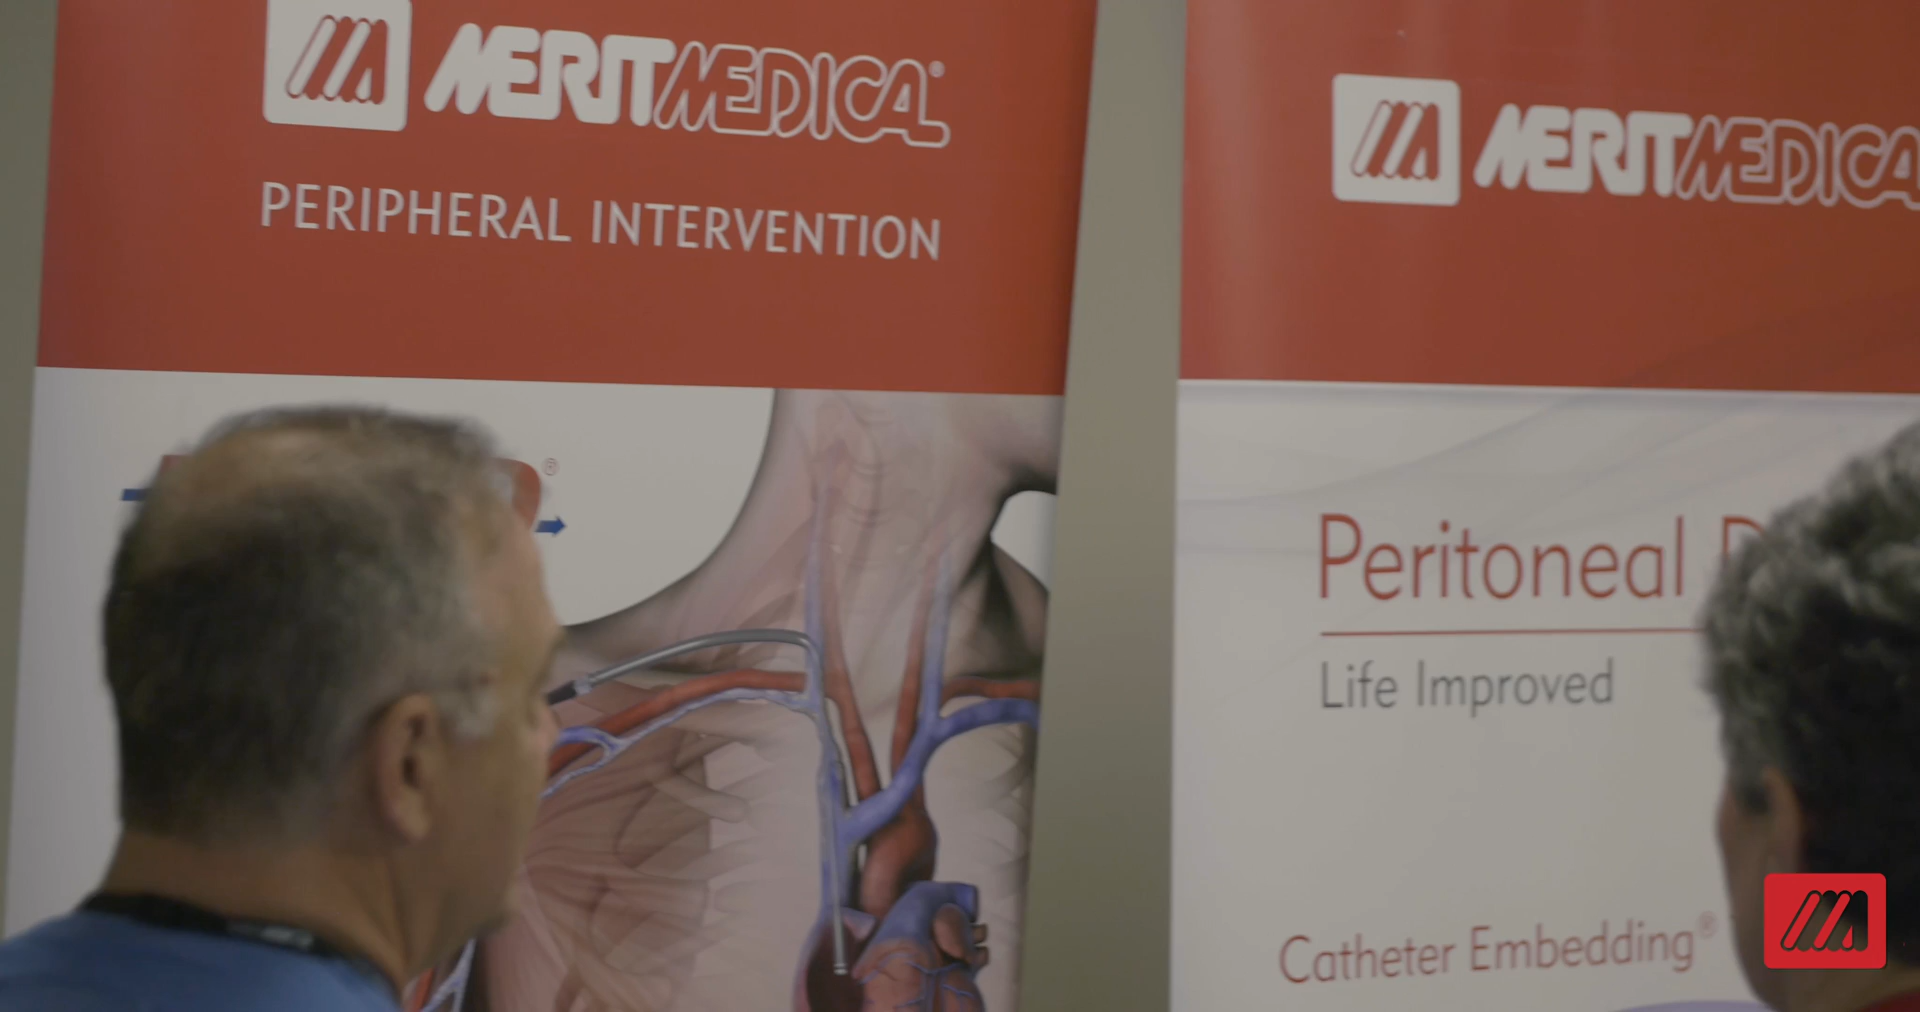 MERITMEDICAL®
PERIPHERAL INTERVENTION
®
MERITMEDICA
Peritoneal
Life Improved
Catheter Embedding®